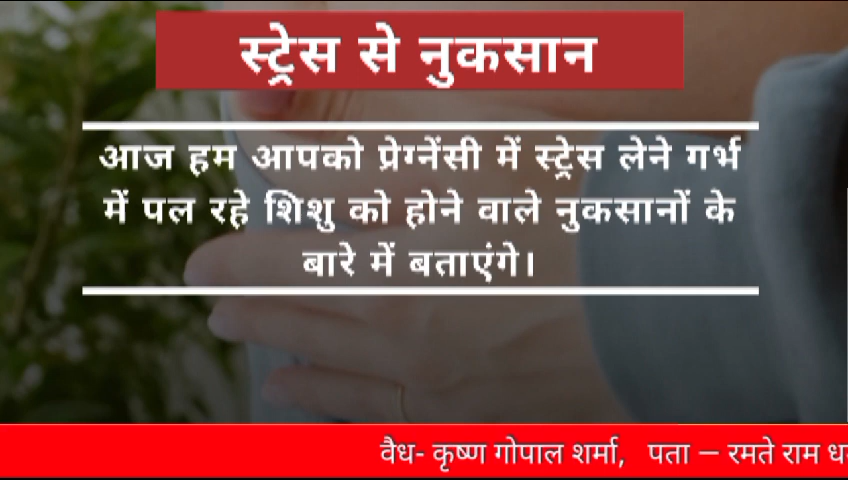 स्ट्रेस से नुकसान
आज हम आपको प्रेग्नेंसी में स्ट्रेस लेने गर्भ
में पल रहे शिशु को होने वाले नुकसानों के
बारे में बताएंगे।
वैध- कृष्ण गोपाल शर्मा, पता – रमते राम